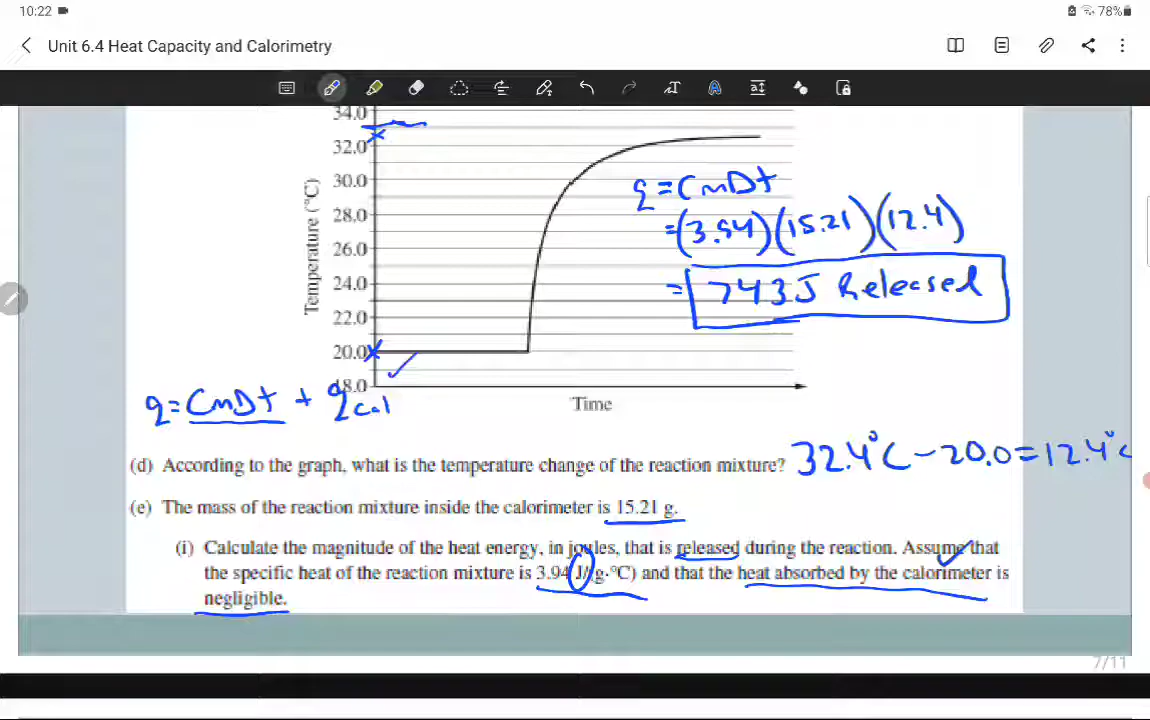 10:22 78%
Unit 6.4 Heat Capacity and Calorimetry
34.0
32.0
30.0
28.0
26.0
24.0
22.0
20.0
18.0
Temperature (°C)
Time
q = CmΔt
= (3.94)(15.21)(12.4)
= 743J Released
q = CmΔt + qcal
(d) According to the graph, what is the temperature change of the reaction mixture? 32.4°C - 20.0 = 12.4°C
(e) The mass of the reaction mixture inside the calorimeter is 15.21 g.
(i) Calculate the magnitude of the heat energy, in joules, that is released during the reaction. Assume that
the specific heat of the reaction mixture is 3.94 J/(g·°C) and that the heat absorbed by the calorimeter is
negligible.
7/11